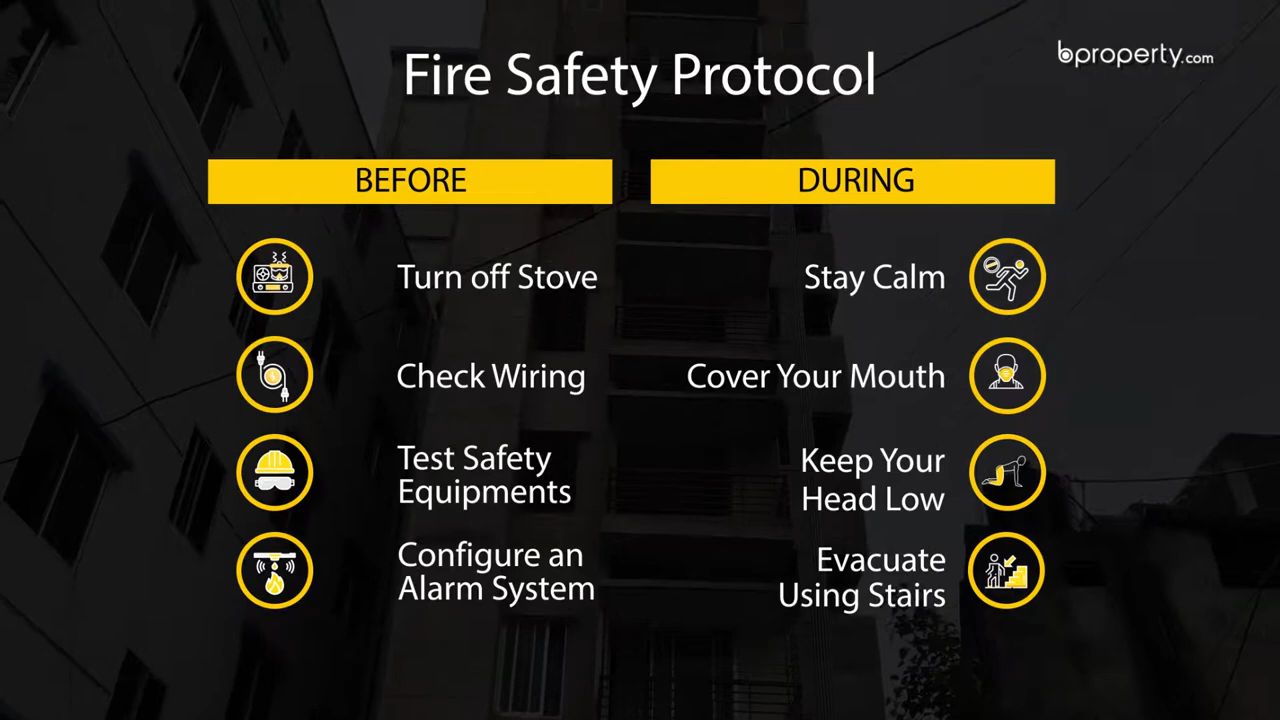 Fire Safety Protocol
bproperty.com
BEFORE
Turn off Stove
Check Wiring
Test Safety
Equipments
Configure an
Alarm System
DURING
Stay Calm
Cover Your Mouth
Keep Your
Head Low
Evacuate
Using Stairs